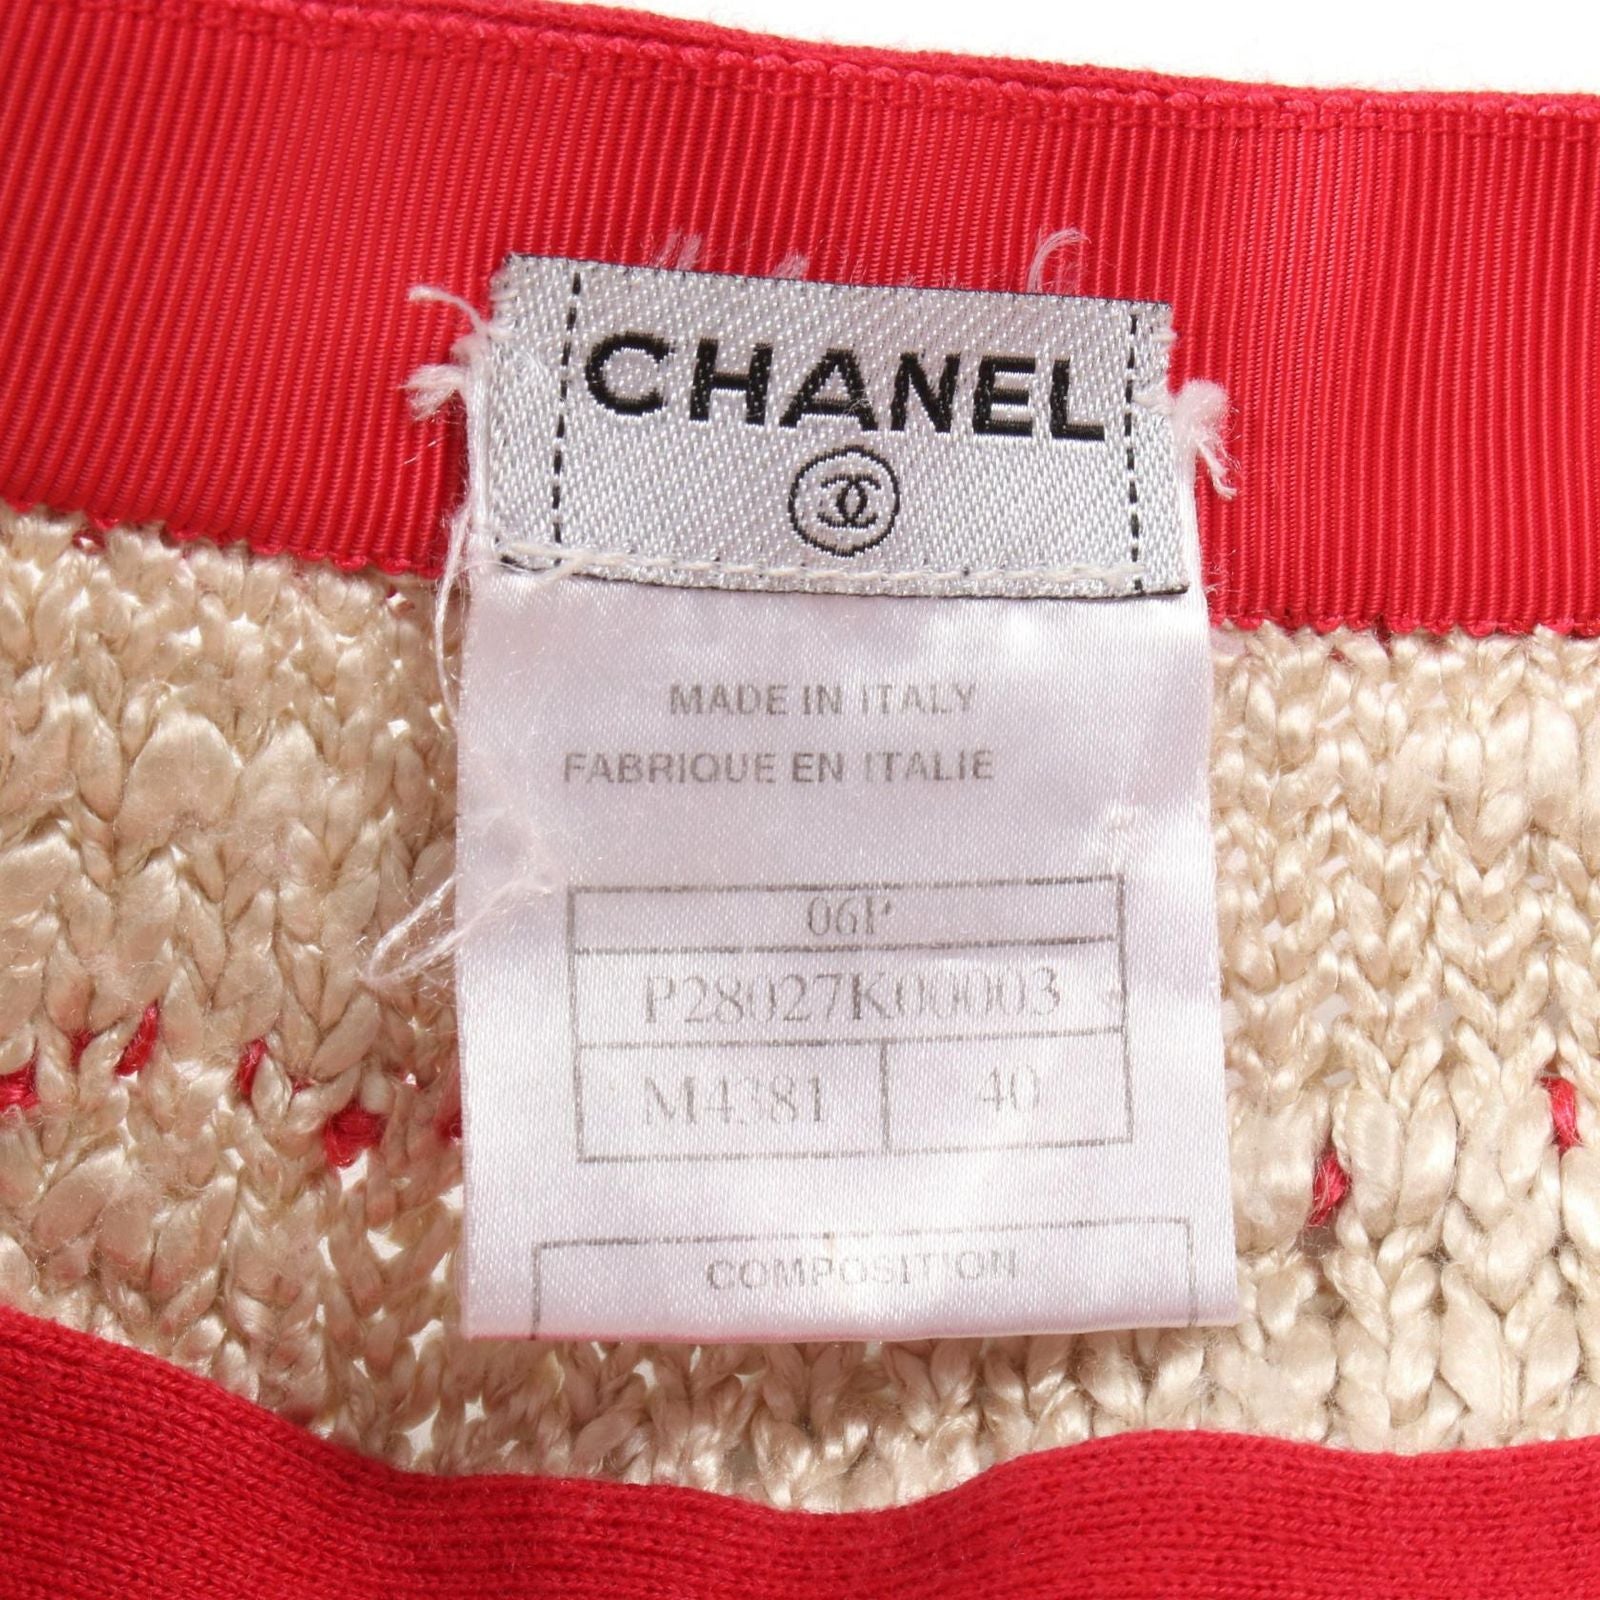 CHANEL
MADE IN ITALY
FABRIQUE EN ITALIE
06P
P28027K00003
M4381 40
COMPOSITION